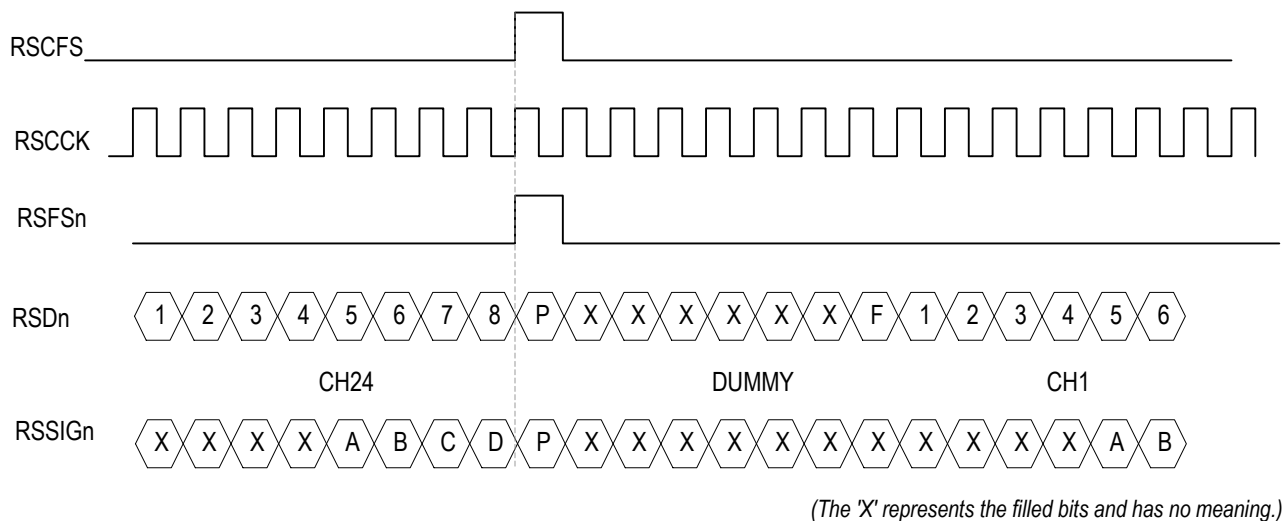 RSCFS
RSCCK
RSFSn
RSDn 1 2 3 4 5 6 7 8 P X X X X X X F 1 2 3 4 5 6
CH24 DUMMY CH1
RSSIGn X X X X A B C D P X X X X X X X X X X X A B
(The 'X' represents the filled bits and has no meaning.)